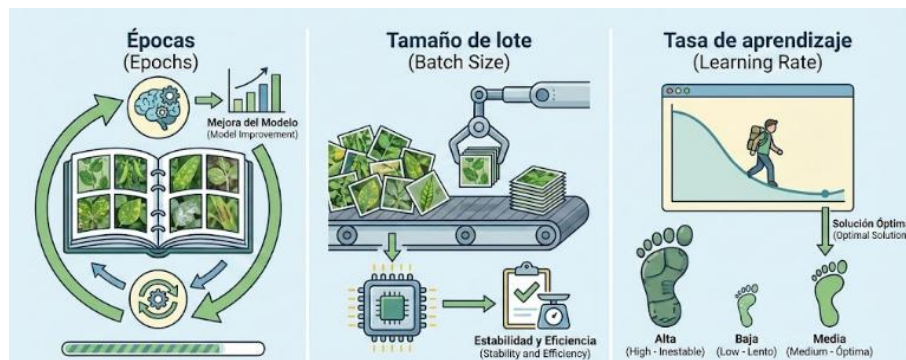 Épocas
(Epochs)
Mejora del Modelo
(Model Improvement)
Tamaño de lote
(Batch Size)
Estabilidad y Eficiencia
(Stability and Efficiency)
Tasa de aprendizaje
(Learning Rate)
Solución Óptim
(Optimal Solution
Alta
(High - Inestable)
Baja
(Low - Lento)
Media
(Medium - Óptima)